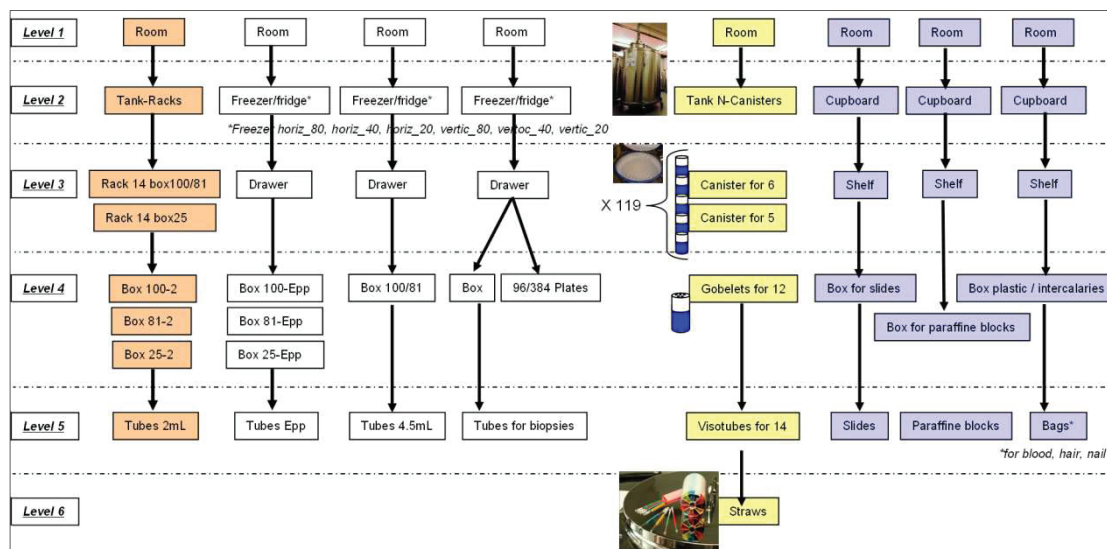 Level 1
Room
Room
Room
Room
Room
Room
Room
Room
Level 2
Tank-Racks
Freezer/fridge*
Freezer/fridge*
Freezer/fridge*
Tank N-Canisters
Cupboard
Cupboard
Cupboard
*Freezer horiz_80, horiz_40, horiz_20, vertic_80, vertoc_40, vertic_20
Level 3
Rack 14 box100/81
Rack 14 box25
Drawer
Drawer
Drawer
X 119
Canister for 6
Canister for 5
Shelf
Shelf
Shelf
Level 4
Box 100-2
Box 81-2
Box 25-2
Box 100-Epp
Box 81-Epp
Box 25-Epp
Box 100/81
Box
96/384 Plates
Gobelets for 12
Box for slides
Box for paraffine blocks
Box plastic / intercalaries
Level 5
Tubes 2mL
Tubes Epp
Tubes 4.5mL
Tubes for biopsies
Visotubes for 14
Slides
Paraffine blocks
Bags*
*for blood, hair, nail
Level 6
Straws